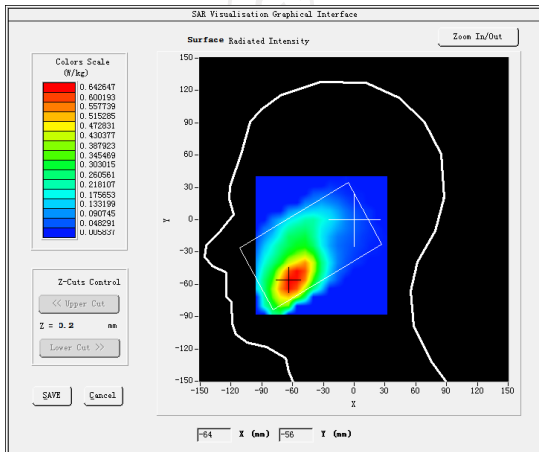 SAR Visualisation Graphical Interface
Surface Radiated Intensity
Zoom In/Out
Colors Scale
(W/kg)
0.642647
0.600193
0.557739
0.515285
0.472831
0.430377
0.387923
0.345469
0.303015
0.260561
0.218107
0.175653
0.133199
0.090745
0.048291
0.005837
Z-Cuts Control
<< Upper Cut
Z = 0.2 mm
Lower Cut >>
SAVE Cancel
150
120
90
60
30
0
-30
-60
-90
-120
-150
Y
-150 -120 -90 -60 -30 0 30 60 90 120 150
X
-64 X (mm) -56 Y (mm)